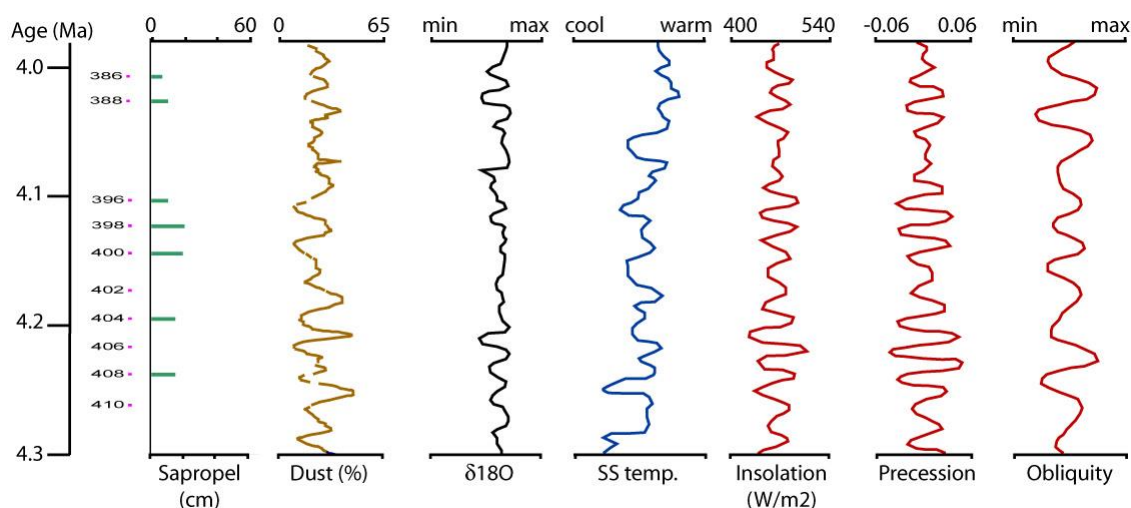 0 60 0 65 min max cool warm 400 540 -0.06 0.06 min max
Age (Ma)
4.0
386
388
4.1
396
398
400
402
4.2
404
406
408
410
4.3
Sapropel (cm)
Dust (%)
δ18O
SS temp.
Insolation (W/m2)
Precession
Obliquity